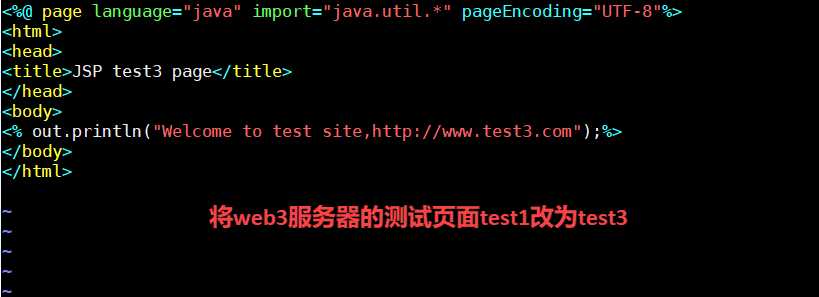 <%@ page language="java" import="java.util.*" pageEncoding="UTF-8"%>
<html>
<head>
<title>JSP test3 page</title>
</head>
<body>
<% out.println("Welcome to test site,http://www.test3.com");%>
</body>
</html>
~
将web3服务器的测试页面test1改为test3
~
~
~
~